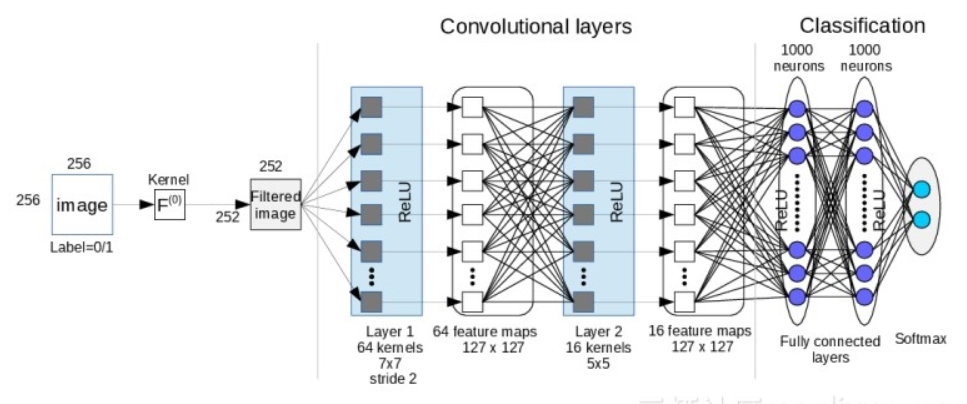 Convolutional layers
Classification
1000
neurons
1000
neurons
256
256
image
Label=0/1
Kernel
F(0)
252
252
Filtered
image
ReLU
ReLU
ReLU
ReLU
Layer 1
64 kernels
7x7
stride 2
64 feature maps
127 x 127
Layer 2
16 kernels
5x5
16 feature maps
127 x 127
Fully connected
layers
Softmax